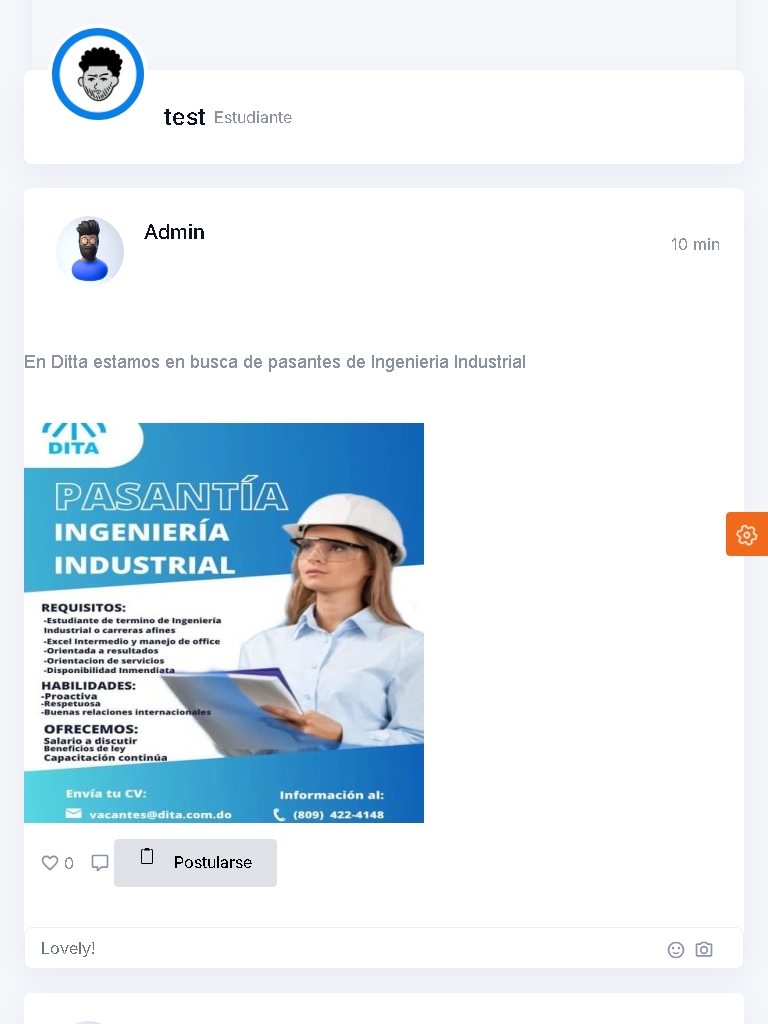 test Estudiante
Admin
10 min
En Ditta estamos en busca de pasantes de Ingenieria Industrial
DITA
PASANTÍA
INGENIERÍA
INDUSTRIAL
REQUISITOS:
-Estudiante de termino de Ingeniería
Industrial o carreras afines
-Excel Intermedio y manejo de office
-Orientada a resultados
-Orientacion de servicios
-Disponibilidad Inmendiata
HABILIDADES:
-Proactiva
-Respetuosa
-Buenas relaciones internacionales
OFRECEMOS:
Salario a discutir
Beneficios de ley
Capacitación continúa
Envía tu CV:
vacantes@dita.com.do
Información al:
(809) 422-4148
0
Postularse
Lovely!